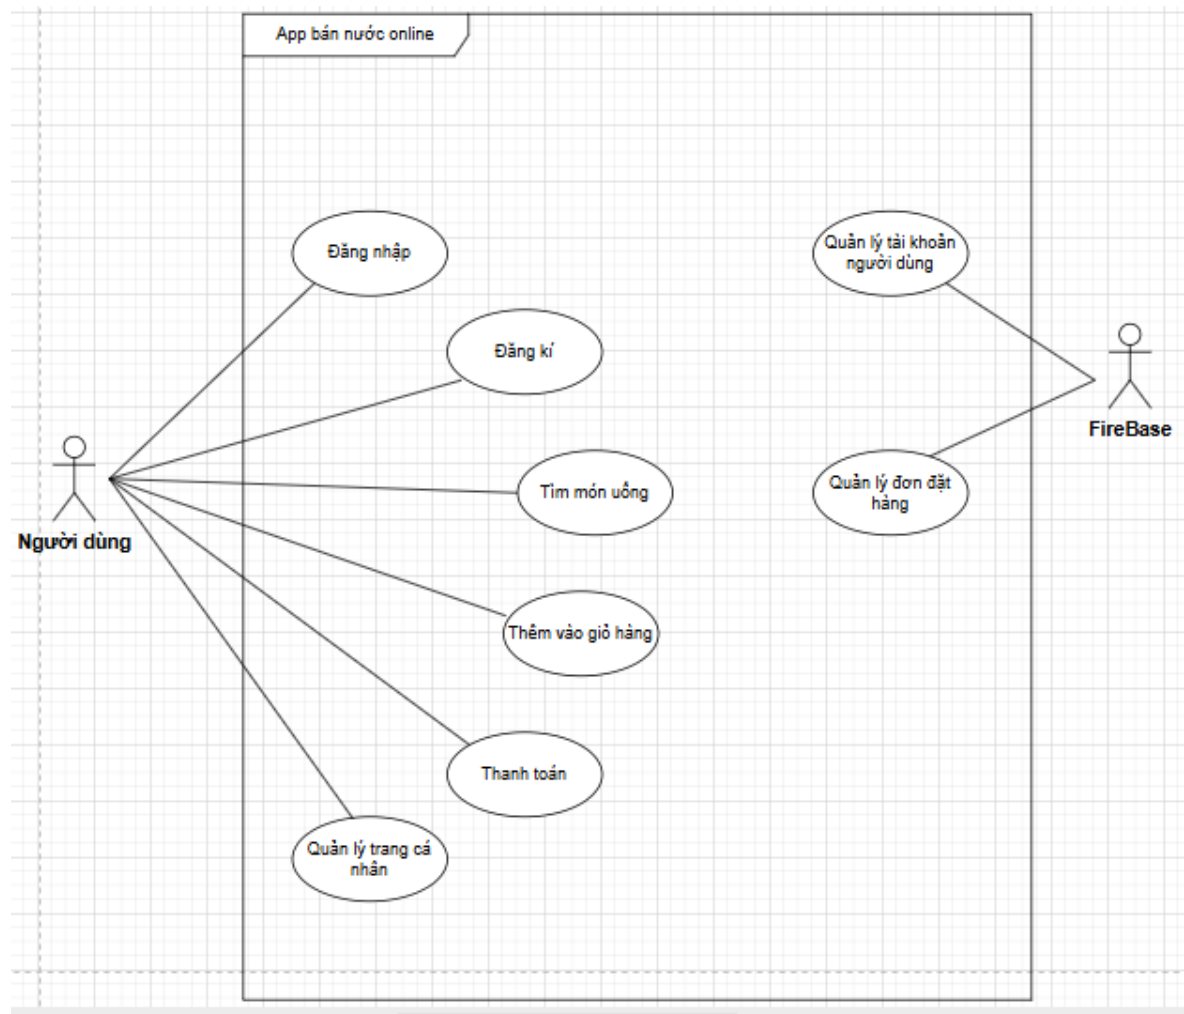 App bán nước online
Đăng nhập
Quản lý tài khoản
người dùng
Đăng kí
FireBase
Tìm món uống
Quản lý đơn đặt
hàng
Người dùng
Thêm vào giỏ hàng
Thanh toán
Quản lý trang cá
nhân